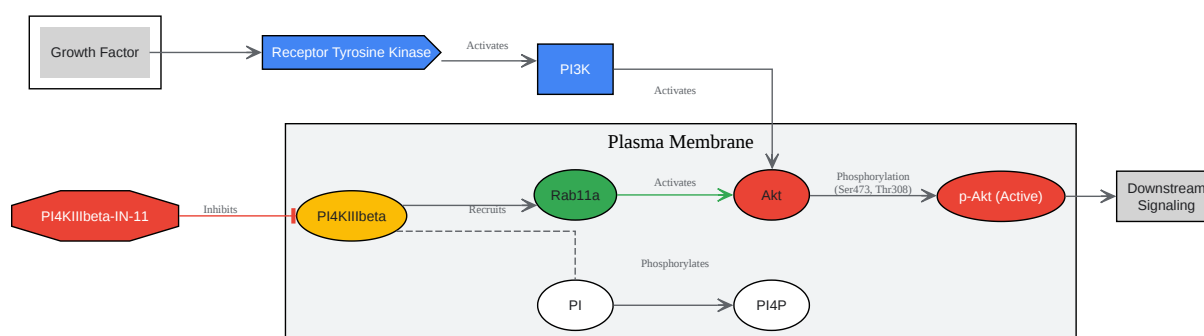 Growth Factor
Receptor Tyrosine Kinase
Activates
PI3K
Activates
Plasma Membrane
PI4KIIIbeta-IN-11
Inhibits
PI4KIIIbeta
Recruits
Rab11a
Activates
Akt
Phosphorylation
(Ser473, Thr308)
p-Akt (Active)
Downstream
Signaling
Phosphorylates
PI
PI4P